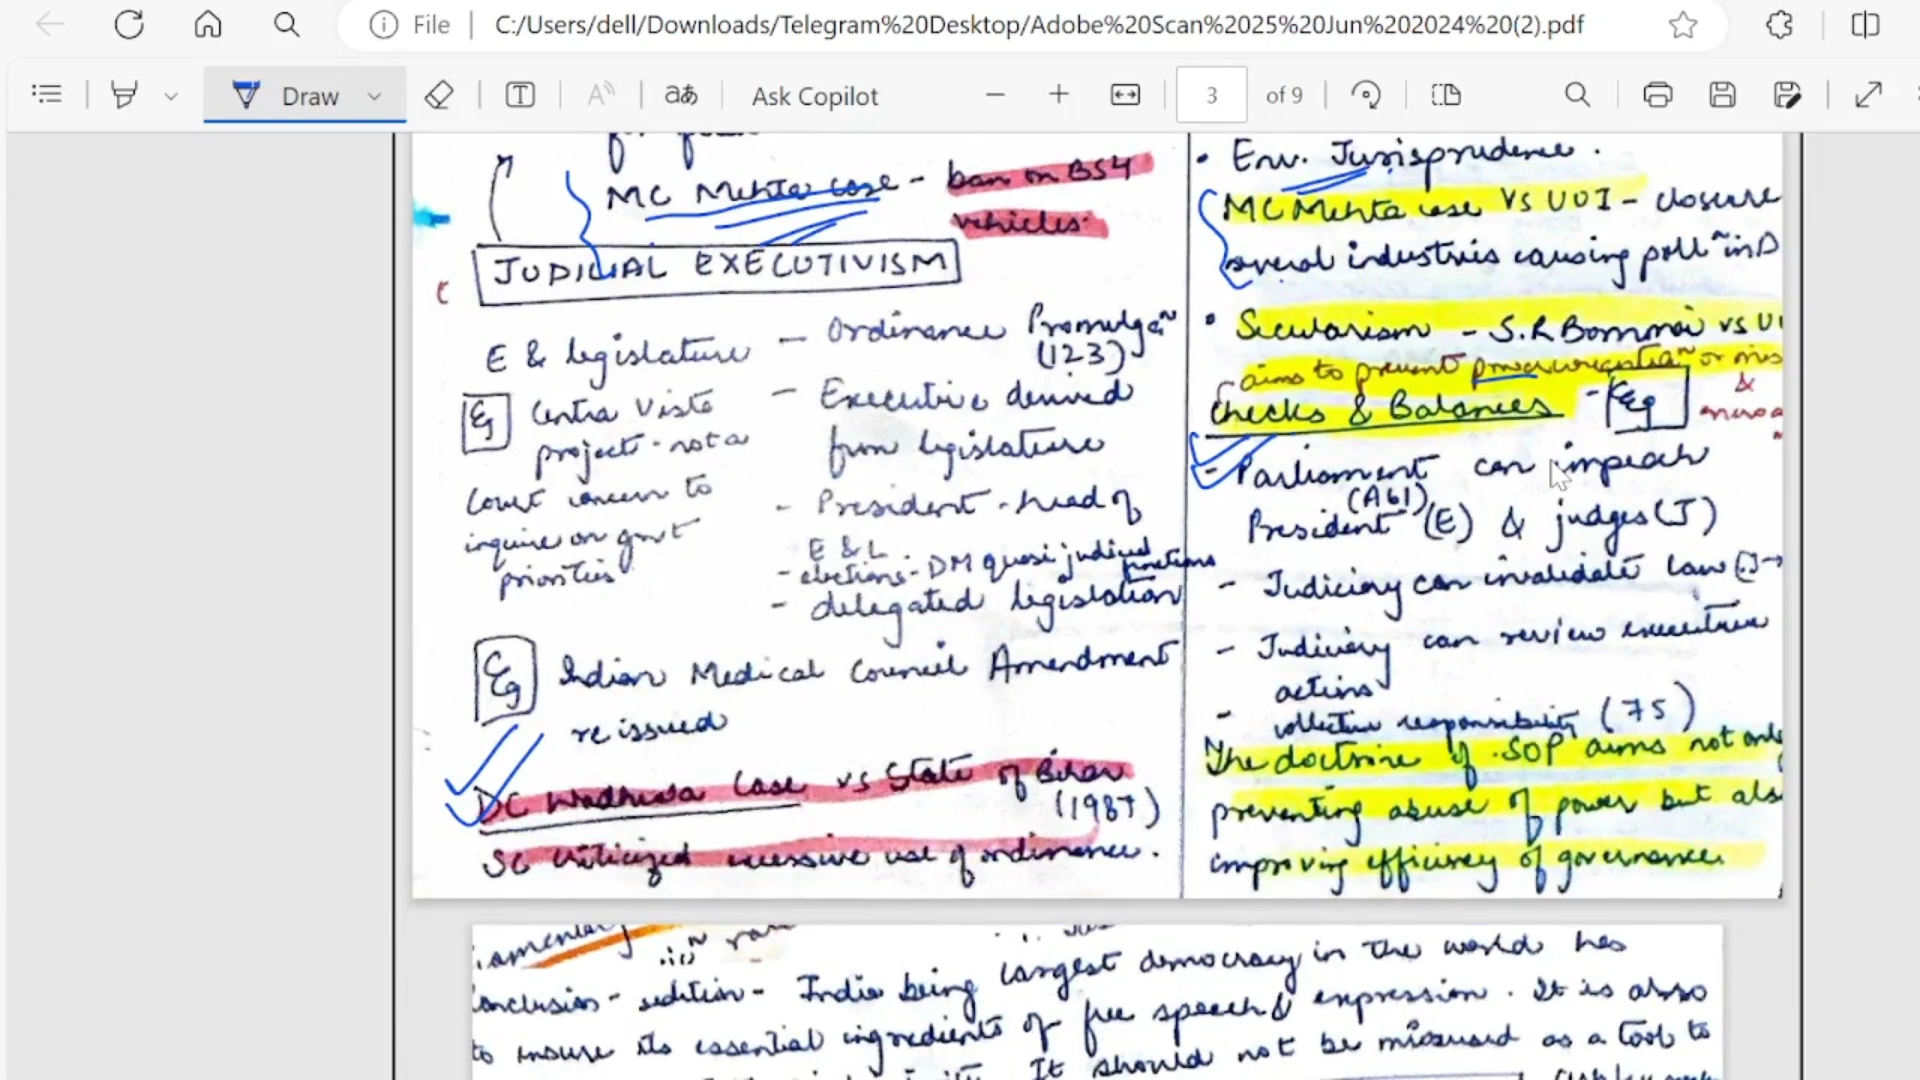 File
C:/Users/dell/Downloads/Telegram%20Desktop/Adobe%20Scan%2025%20Jun%202024%20(2).pdf
Draw
aあ
Ask Copilot
3
of 9
MC Mehta case - ban on BS4
vehicles.
JUDICIAL EXECUTIVISM
E & legislature - Ordinance Promulgan
(123)
Eg Centra Vista
project - not a
Court concern to
inquire on govt
priorities
- Executive derived
from legislature
- President - head of
E & L.
- elections - DM quasi judicial
functions
- delegated legislation
Eg Indian Medical Council Amendment
reissued
DC Wadhwa Case vs State of Bihar
(1987)
SC criticized excessive use of ordinance.
• Env. Jurisprudence.
MC Mehta case VS UOI - closure
several industries causing polln in D
• Secularism - S.R Bommai vs U
aims to prevent
Checks & Balances - Eg
- Parliament can impeach
(A61)
President (E) & judges (J)
- Judiciary can invalidate law
- Judiciary can review executive
actions
- collective responsibility (75)
The doctrine of SOP aims not only
preventing abuse of power but also
improving efficiency of governance.
Conclusion - sedition - India being largest democracy in the world has
to ensure its essential ingredients of free speech & expression. It is also
It should not be misused as a tool to